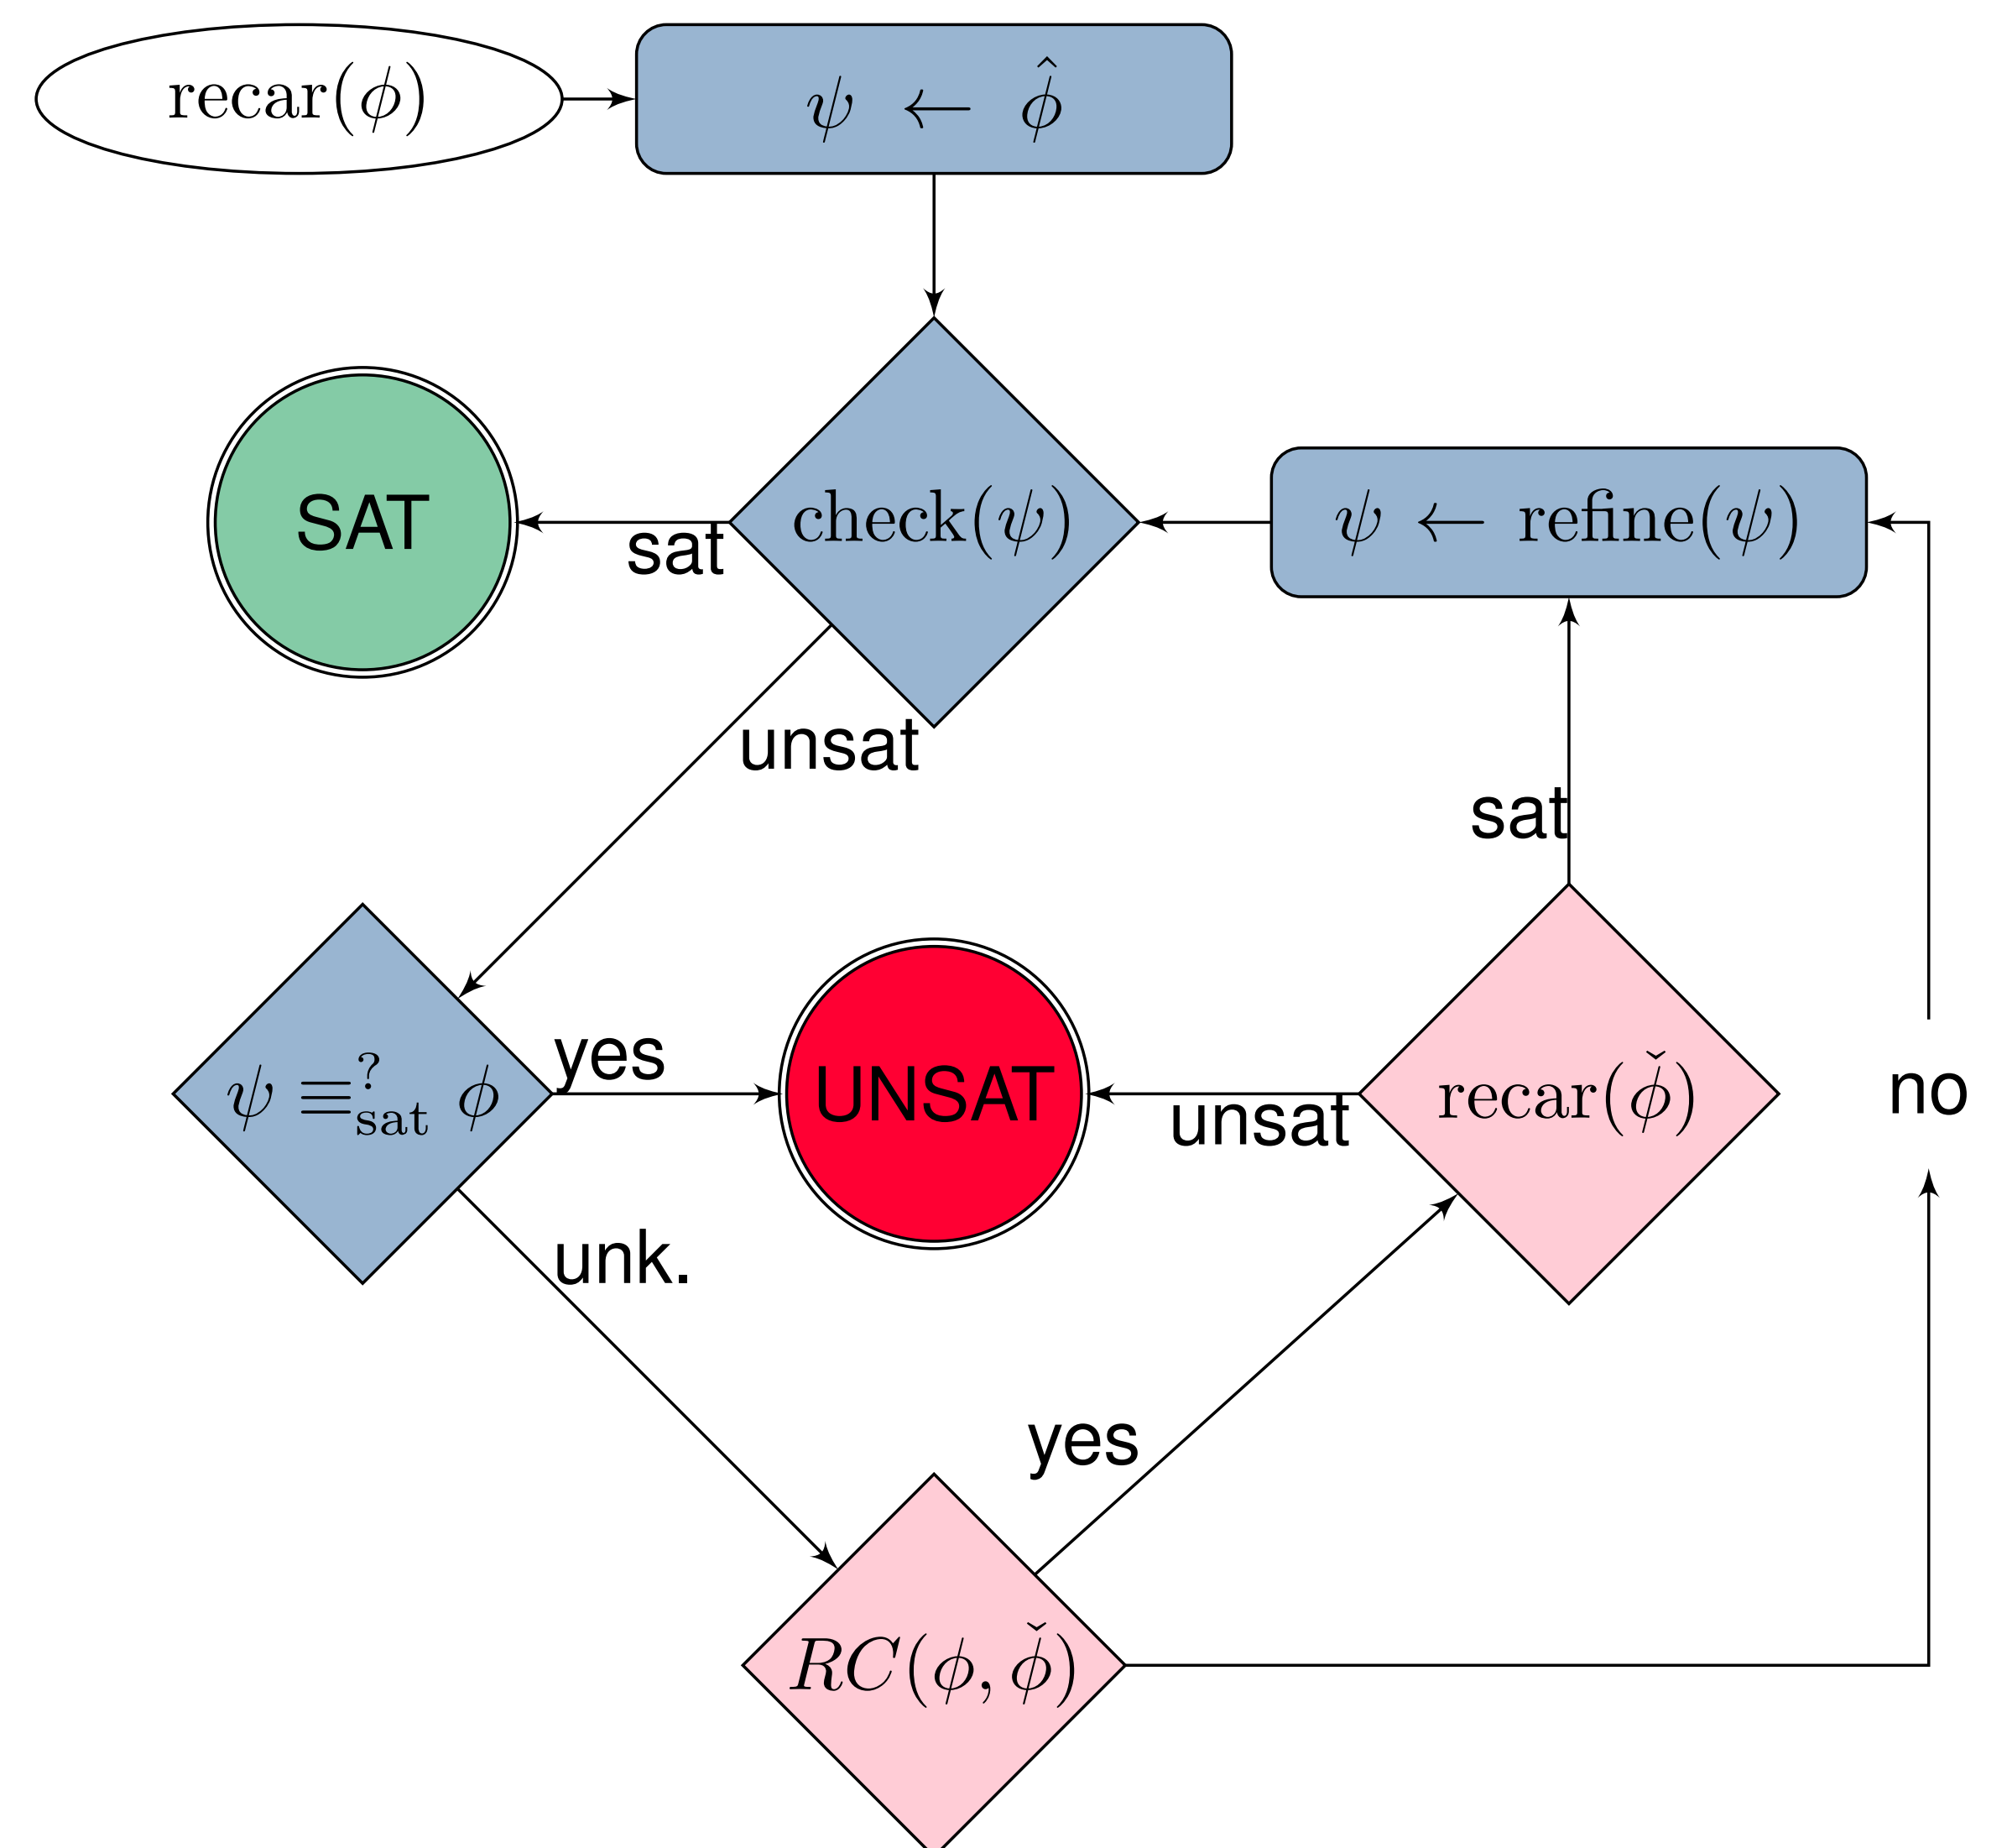 recar(ϕ)
ψ ← ϕ̂
SAT
sat
check(ψ)
ψ ← refine(ψ)
unsat
sat
ψ ≡?sat ϕ
yes
UNSAT
unsat
recar(ϕ̌)
no
unk.
yes
RC(ϕ, ϕ̌)